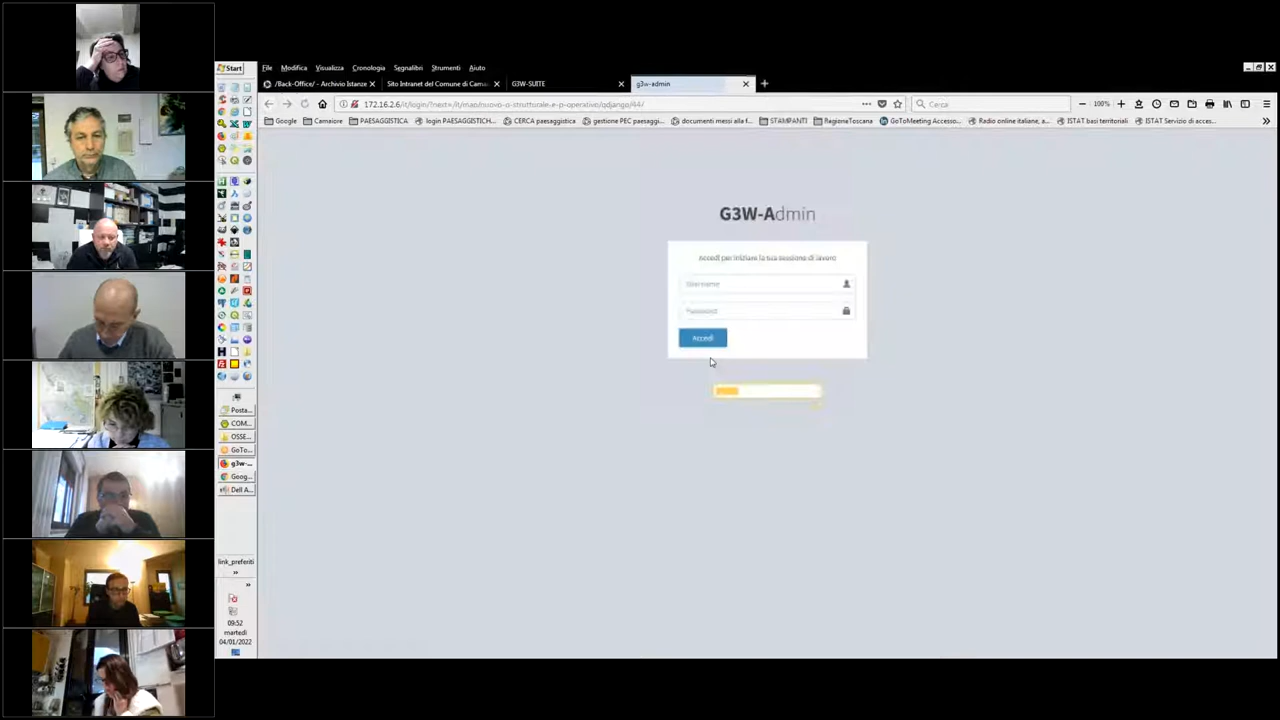 Start
File Modifica Visualizza Cronologia Segnalibri Strumenti Aiuto
/Back-Office/ - Archivio Istanze
Sito Intranet del Comune di Cama
G3W-SUITE
g3w-admin
100%
Cerca
Google
Camaiore
PAESAGGISTICA
login PAESAGGISTICH...
CERCA paesaggistica
gestione PEC paesaggi...
documenti messi alla f...
STAMPANTI
RegioneToscana
GoToMeeting Accesso...
Radio online italiane, a...
ISTAT basi territoriali
ISTAT Servizio di acces...
G3W-Admin
Accedi per iniziare la tua sessione di lavoro
Username
Password
Accedi
Posta...
COM...
OSSE...
GoTo...
g3w-...
Goog...
Dell A...
link_preferiti
09:52
martedì
04/01/2022